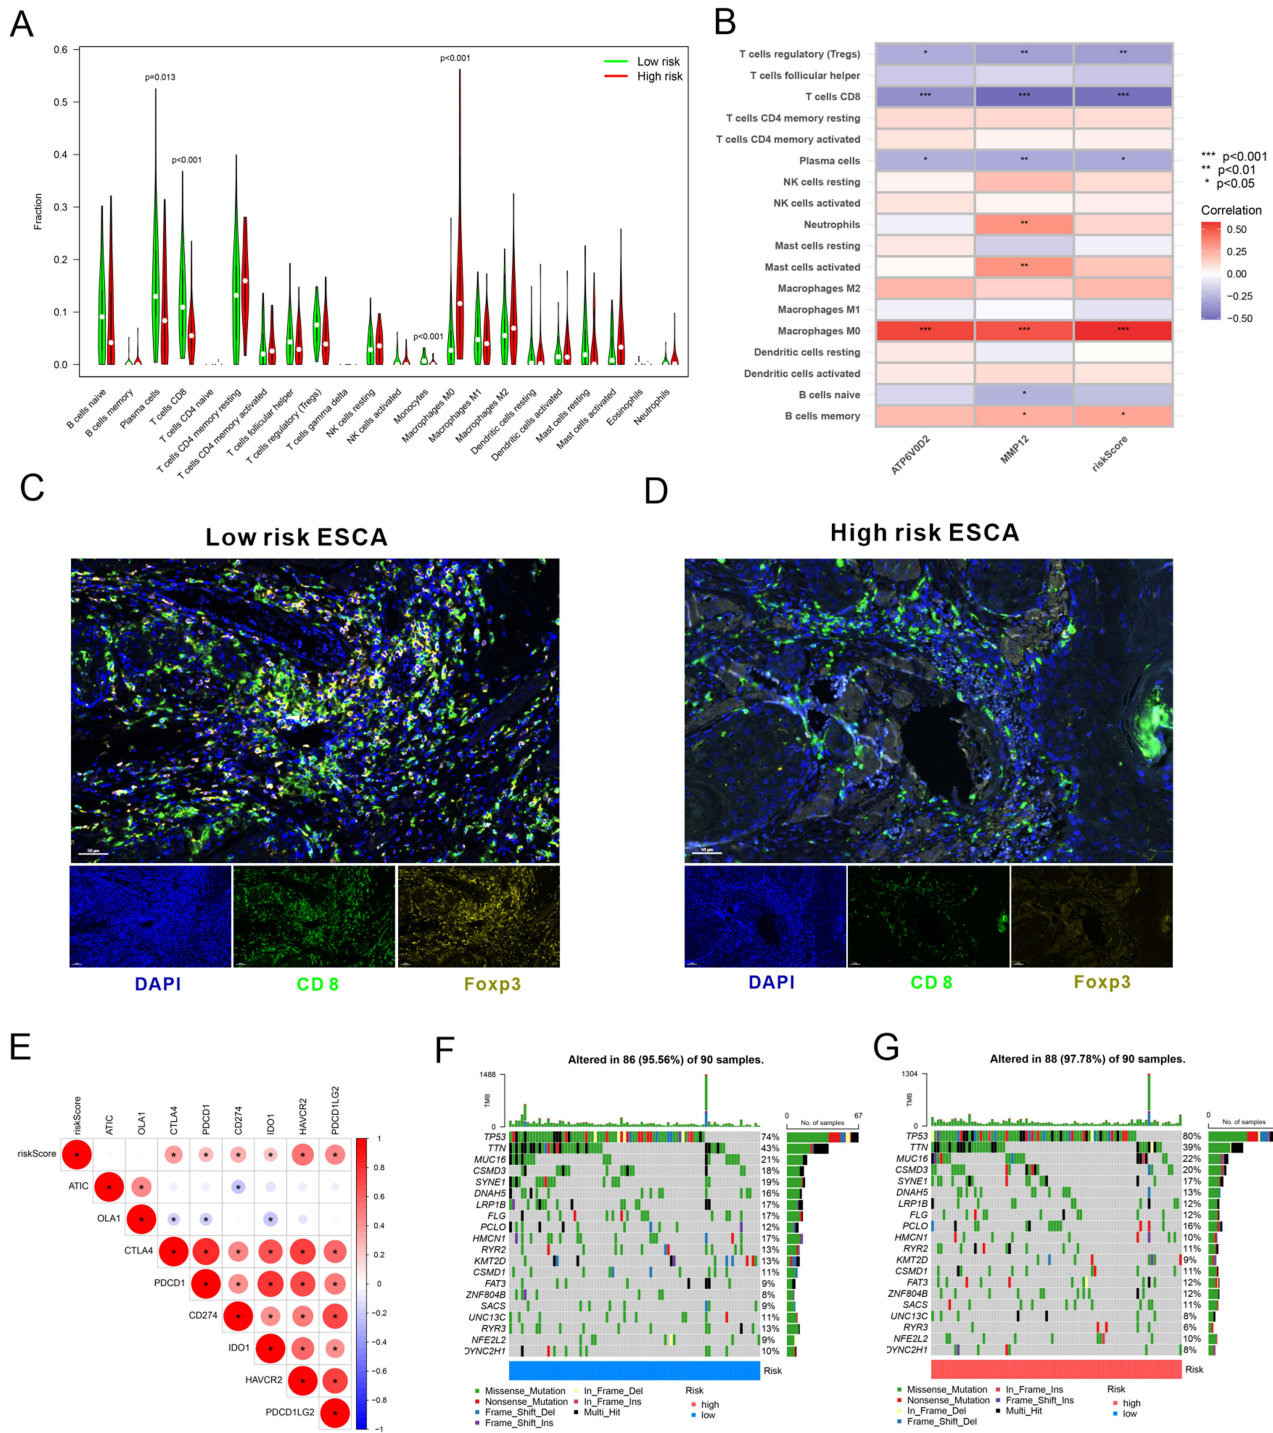 A
0.6
0.5
0.4
0.3
0.2
0.1
0.0
Fraction
Low risk
High risk
p=0.013
p<0.001
p<0.001
p<0.001
B cells naive
B cells memory
Plasma cells
T cells CD8
T cells CD4 naive
T cells CD4 memory resting
T cells CD4 memory activated
T cells follicular helper
T cells regulatory (Tregs)
T cells gamma delta
NK cells resting
NK cells activated
Monocytes
Macrophages M0
Macrophages M1
Macrophages M2
Dendritic cells resting
Dendritic cells activated
Mast cells resting
Mast cells activated
Eosinophils
Neutrophils
B
T cells regulatory (Tregs) * ** **
T cells follicular helper
T cells CD8 *** *** ***
T cells CD4 memory resting
T cells CD4 memory activated
Plasma cells * ** *
NK cells resting
NK cells activated
Neutrophils **
Mast cells resting
Mast cells activated **
Macrophages M2
Macrophages M1
Macrophages M0 *** *** ***
Dendritic cells resting
Dendritic cells activated
B cells naive *
B cells memory * *
ATP6V0D2
MMP12
riskScore
*** p<0.001
** p<0.01
* p<0.05
Correlation
0.50
0.25
0.00
−0.25
−0.50
C
Low risk ESCA
DAPI
CD 8
Foxp3
D
High risk ESCA
DAPI
CD 8
Foxp3
E
riskScore
ATIC
OLA1
CTLA4
PDCD1
CD274
IDO1
HAVCR2
PDCD1LG2
riskScore * * * * * * *
ATIC * * *
OLA1 * * * *
CTLA4 * * * * * *
PDCD1 * * * * *
CD274 * * * *
IDO1 * * *
HAVCR2 * *
PDCD1LG2 *
1
0.8
0.6
0.4
0.2
0
−0.2
−0.4
−0.6
−0.8
−1
F
Altered in 86 (95.56%) of 90 samples.
1488
TMB
0
0 67
No. of samples
TP53 74%
TTN 43%
MUC16 21%
CSMD3 18%
SYNE1 19%
DNAH5 16%
LRP1B 17%
FLG 17%
PCLO 12%
HMCN1 17%
RYR2 13%
KMT2D 13%
CSMD1 11%
FAT3 9%
ZNF804B 8%
SACS 9%
UNC13C 11%
RYR3 13%
NFE2L2 9%
DYNC2H1 10%
Risk
Missense_Mutation
Nonsense_Mutation
Frame_Shift_Del
Frame_Shift_Ins
In_Frame_Del
In_Frame_Ins
Multi_Hit
Risk
high
low
G
Altered in 88 (97.78%) of 90 samples.
1304
TMB
0
0
No. of samples
TP53 80%
TTN 39%
MUC16 22%
CSMD3 20%
SYNE1 17%
DNAH5 13%
LRP1B 12%
FLG 12%
PCLO 16%
HMCN1 10%
RYR2 11%
KMT2D 9%
CSMD1 11%
FAT3 12%
ZNF804B 12%
SACS 11%
UNC13C 8%
RYR3 6%
NFE2L2 10%
DYNC2H1 8%
Risk
Missense_Mutation
Nonsense_Mutation
In_Frame_Del
Frame_Shift_Del
In_Frame_Ins
Frame_Shift_Ins
Multi_Hit
Risk
high
low